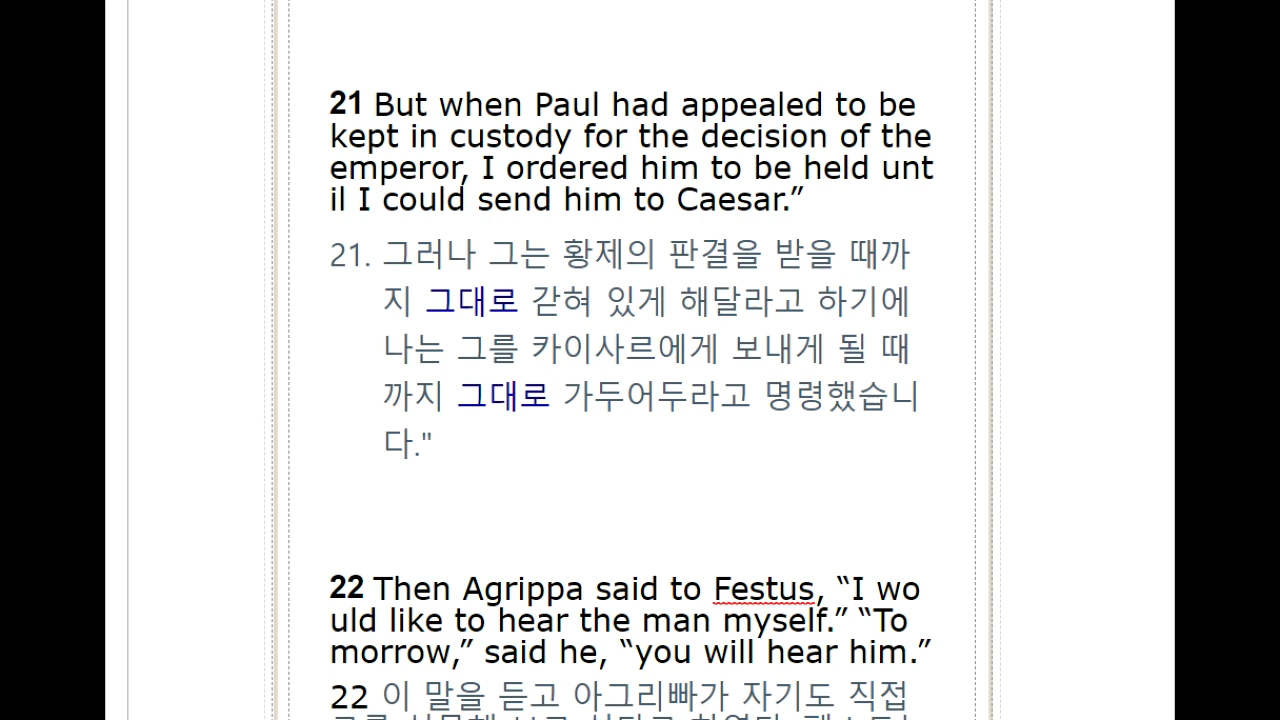 21 But when Paul had appealed to be
kept in custody for the decision of the
emperor, I ordered him to be held unt
il I could send him to Caesar.”
21. 그러나 그는 황제의 판결을 받을 때까
지 그대로 갇혀 있게 해달라고 하기에
나는 그를 카이사르에게 보내게 될 때
까지 그대로 가두어두라고 명령했습니
다."
22 Then Agrippa said to Festus, “I wo
uld like to hear the man myself.” “To
morrow,” said he, “you will hear him.”
22 이 말을 듣고 아그리빠가 자기도 직접